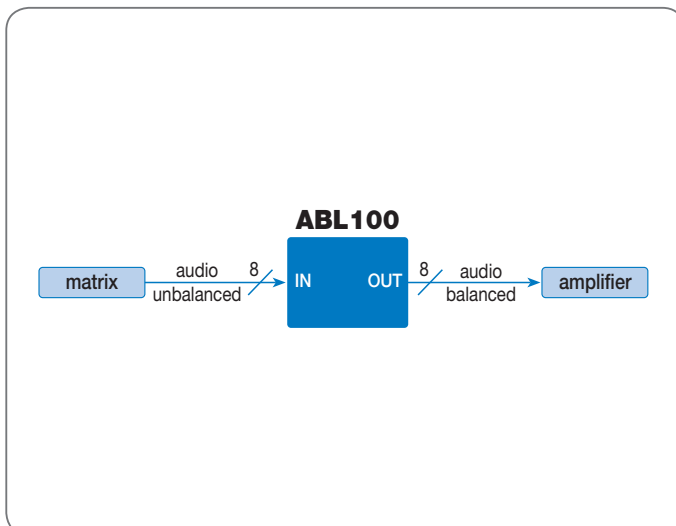 ABL100
matrix
audio
unbalanced
8
IN
OUT
8
audio
balanced
amplifier